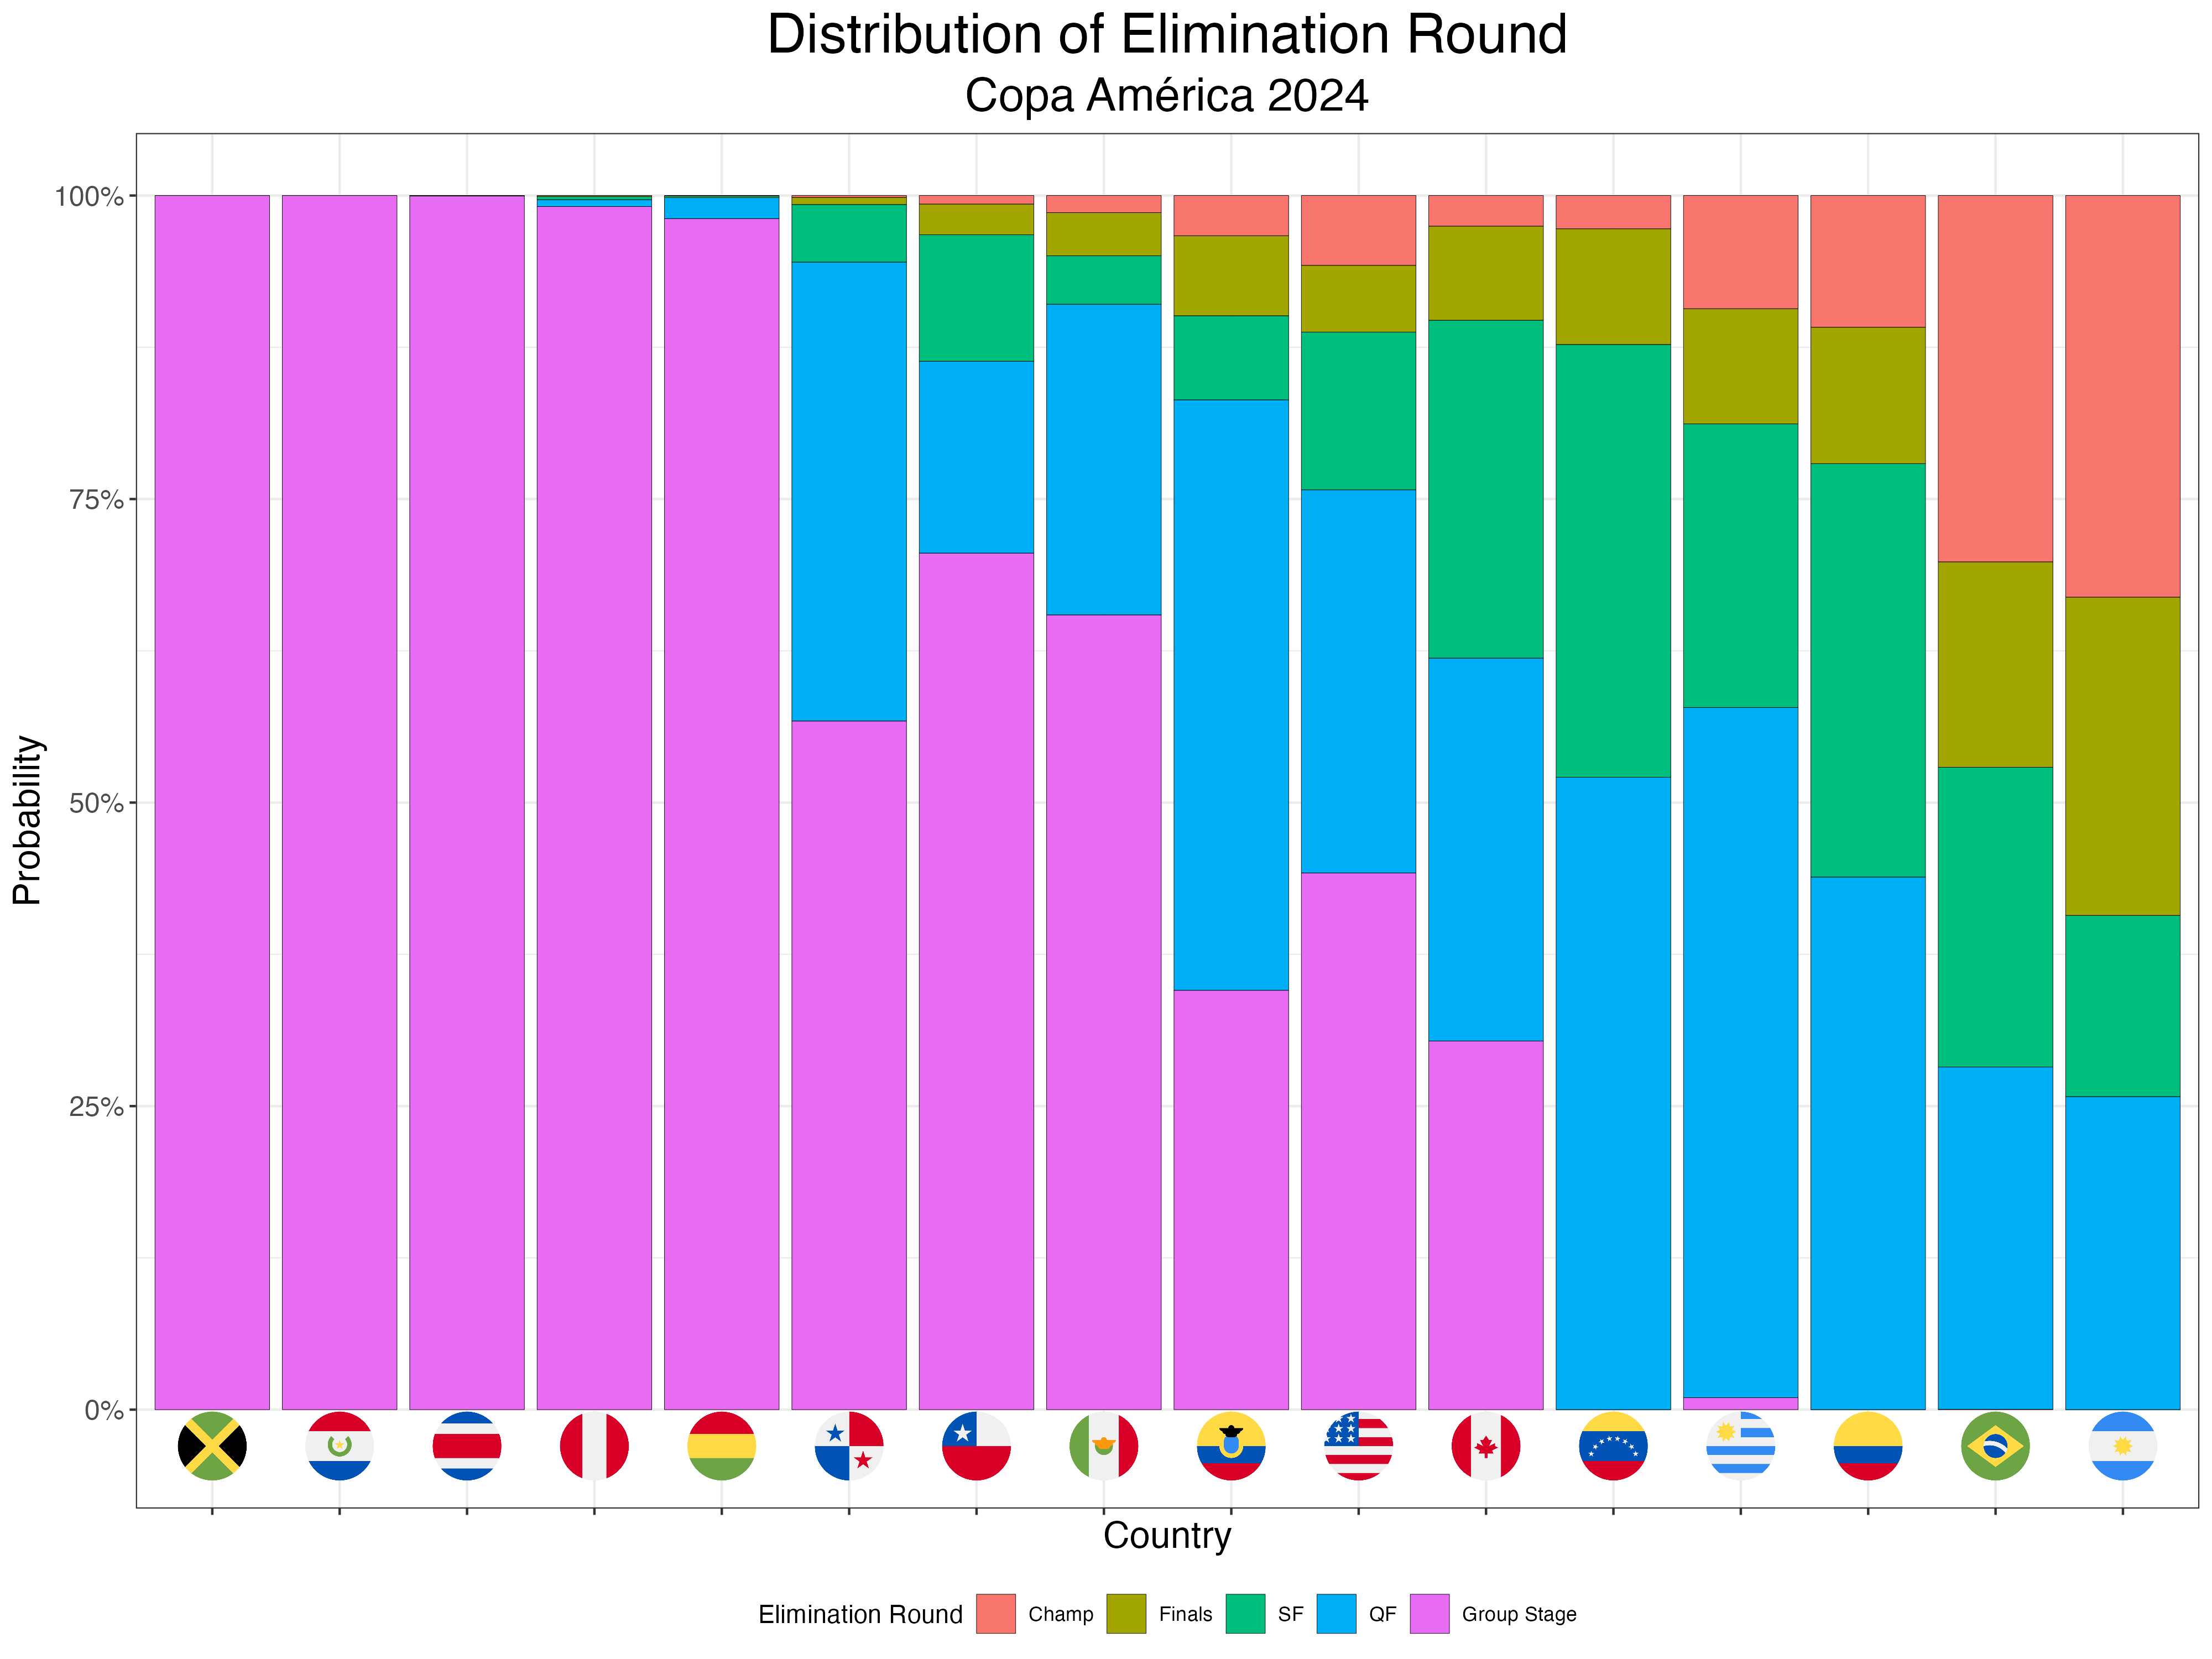 Distribution of Elimination Round
Copa América 2024
100%
75%
50%
25%
0%
Probability
Country
Elimination Round Champ Finals SF QF Group Stage